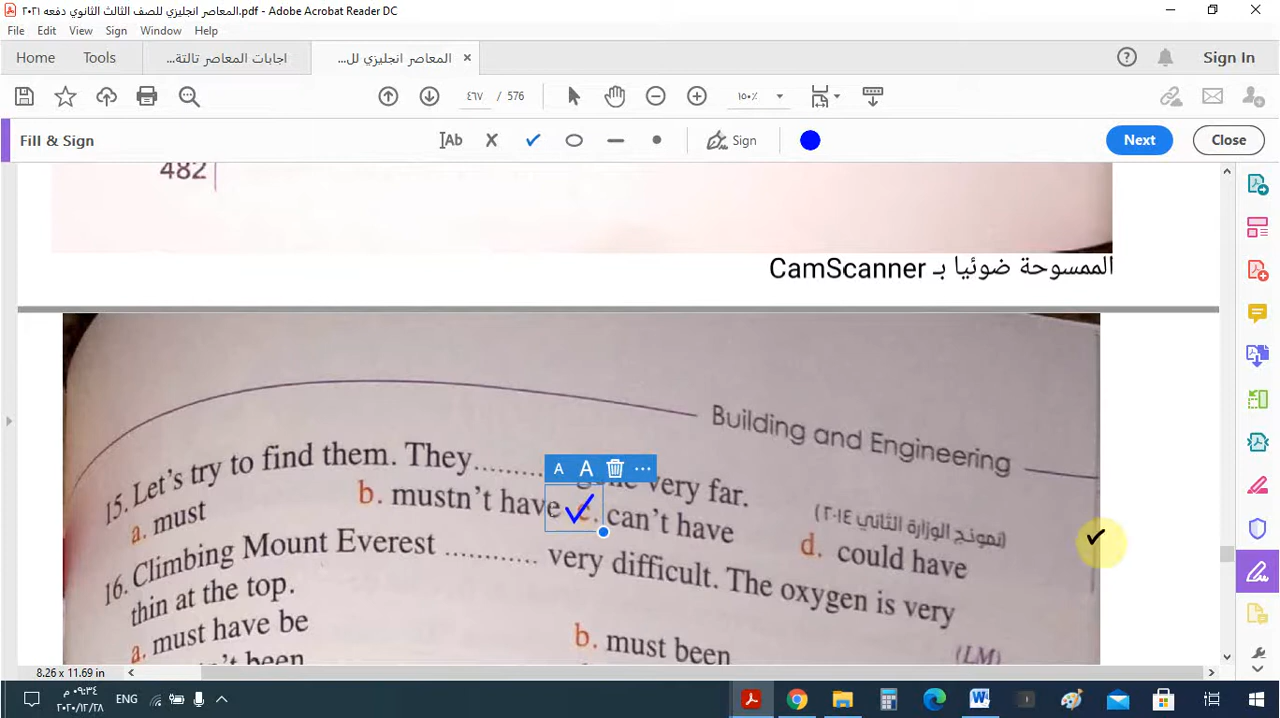 المعاصر انجليزي للصف الثالث الثانوي دفعه ٢٠٢١.pdf - Adobe Acrobat Reader DC
File Edit View Sign Window Help
Home Tools اجابات المعاصر تالتة... المعاصر انجليزي لل... × Sign In
٤٦٧ / 576 ١٥٠٪
Fill & Sign Ab Sign Next Close
482
الممسوحة ضوئيا بـ CamScanner
Building and Engineering
15. Let's try to find them. They ......... gone very far.
(نموذج الوزارة الثاني ٢٠١٤)
a. must b. mustn't have c. can't have d. could have
16. Climbing Mount Everest ............ very difficult. The oxygen is very
thin at the top.
(LM)
a. must have be b. must been
n't been
8.26 x 11.69 in
ENG ٠٩:٣٤ م
٢٠٢٠/١٢/٢٨